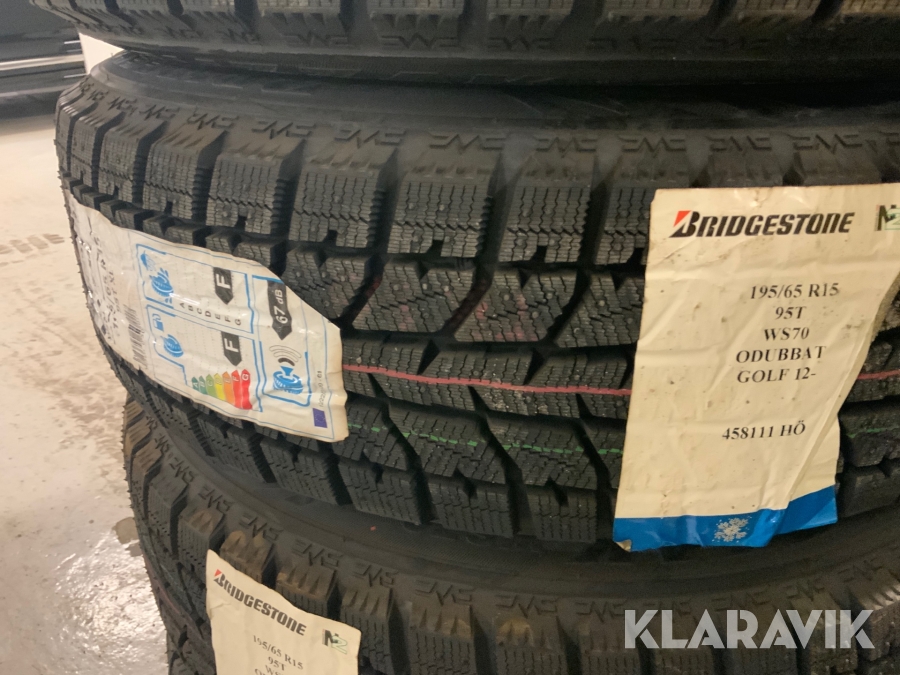 BRIDGESTONE
195/65 R15
95T
WS70
ODUBBAT
GOLF 12-
458111 HÖ
F
ABCDEFG
F
67 dB
BRIDGESTONE
195/65 R15
95T
KLARAVIK